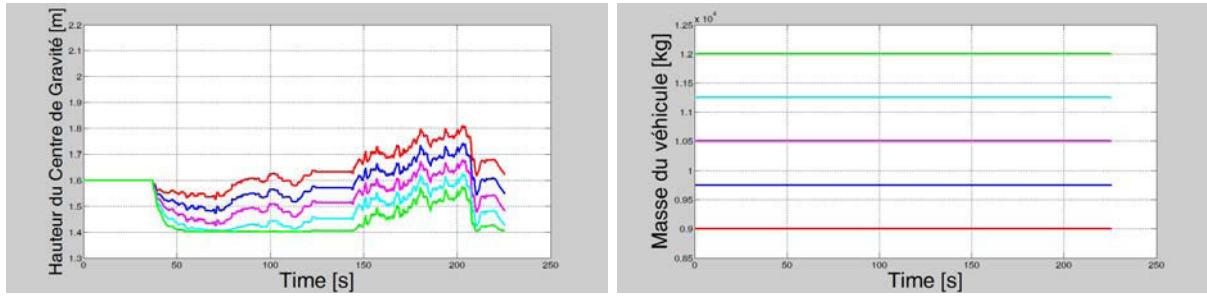 Hauteur du Centre de Gravité [m]
2.2
2.1
2
1.9
1.8
1.7
1.6
1.5
1.4
1.3
0 50 100 150 200 250
Time [s]
Masse du véhicule [kg]
x 10⁴
1.25
1.2
1.15
1.1
1.05
1
0.95
0.9
0.85
0 50 100 150 200 250
Time [s]